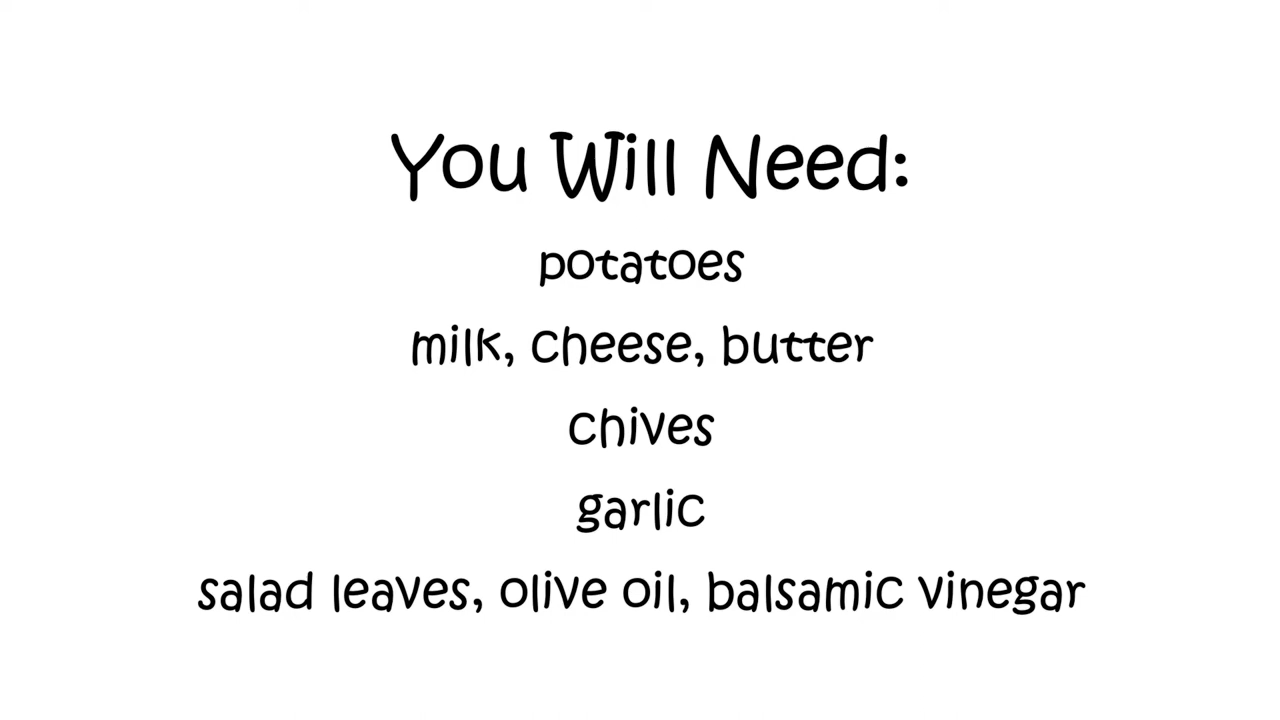 You Will Need:
potatoes
milk, cheese, butter
chives
garlic
salad leaves, olive oil, balsamic vinegar